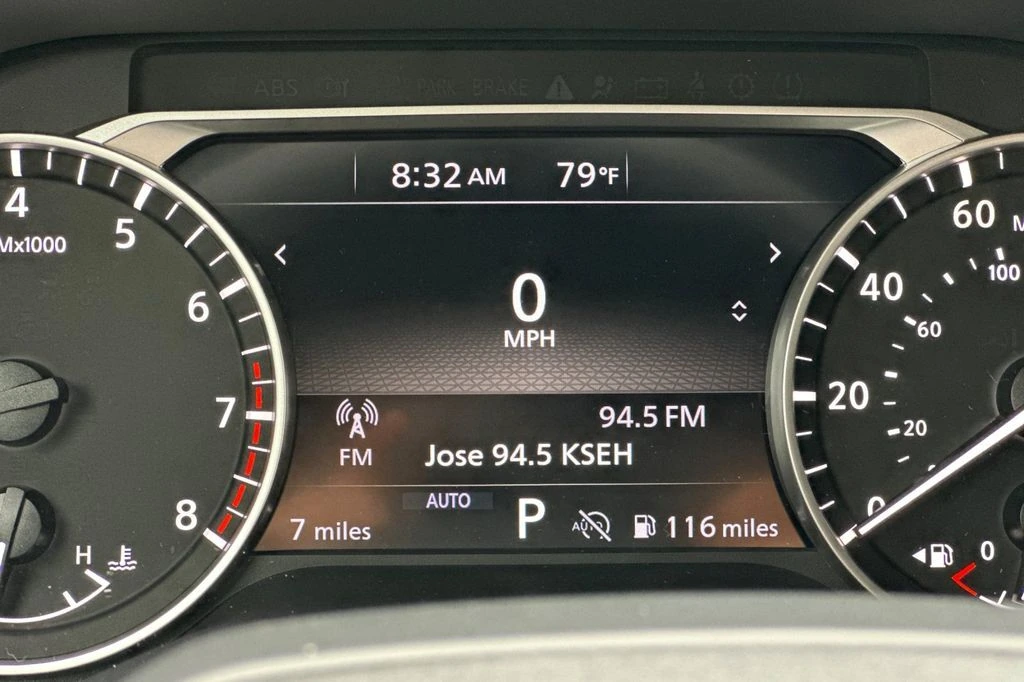 ABS PARK BRAKE
8:32 AM 79°F
4
5
6
7
8
Mx1000
H
0
MPH
94.5 FM
FM
Jose 94.5 KSEH
AUTO
7 miles
P
AUTO
116 miles
60
40
20
0
100
60
20
0